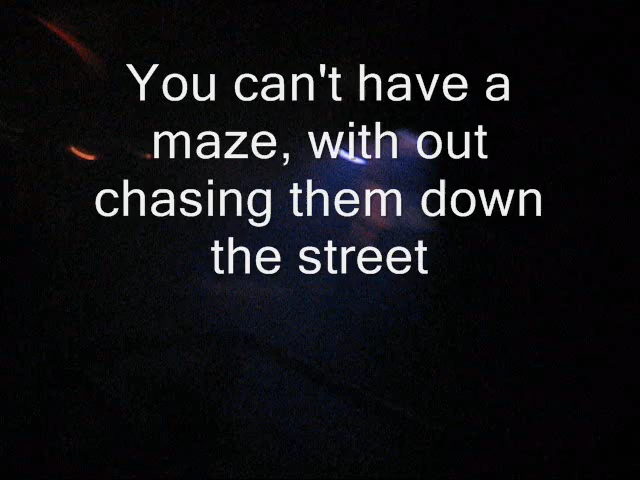 You can't have a
maze, with out
chasing them down
the street